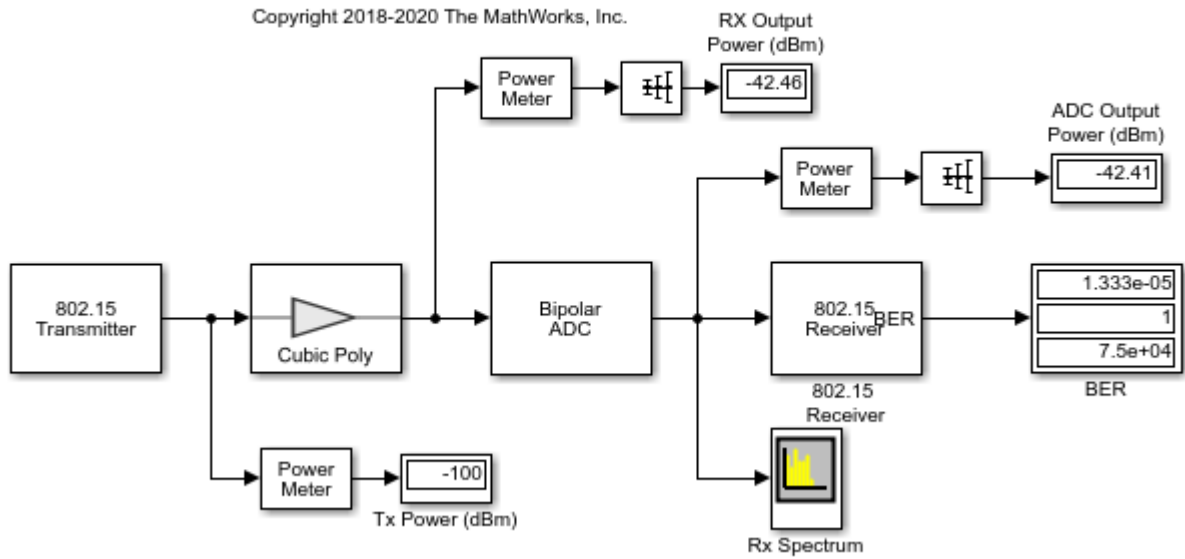 Copyright 2018-2020 The MathWorks, Inc.
RX Output
Power (dBm)
Power
Meter
-42.46
ADC Output
Power (dBm)
Power
Meter
-42.41
802.15
Transmitter
Cubic Poly
Bipolar
ADC
802.15
Receiver
BER
802.15
Receiver
1.333e-05
1
7.5e+04
BER
Power
Meter
-100
Tx Power (dBm)
Rx Spectrum